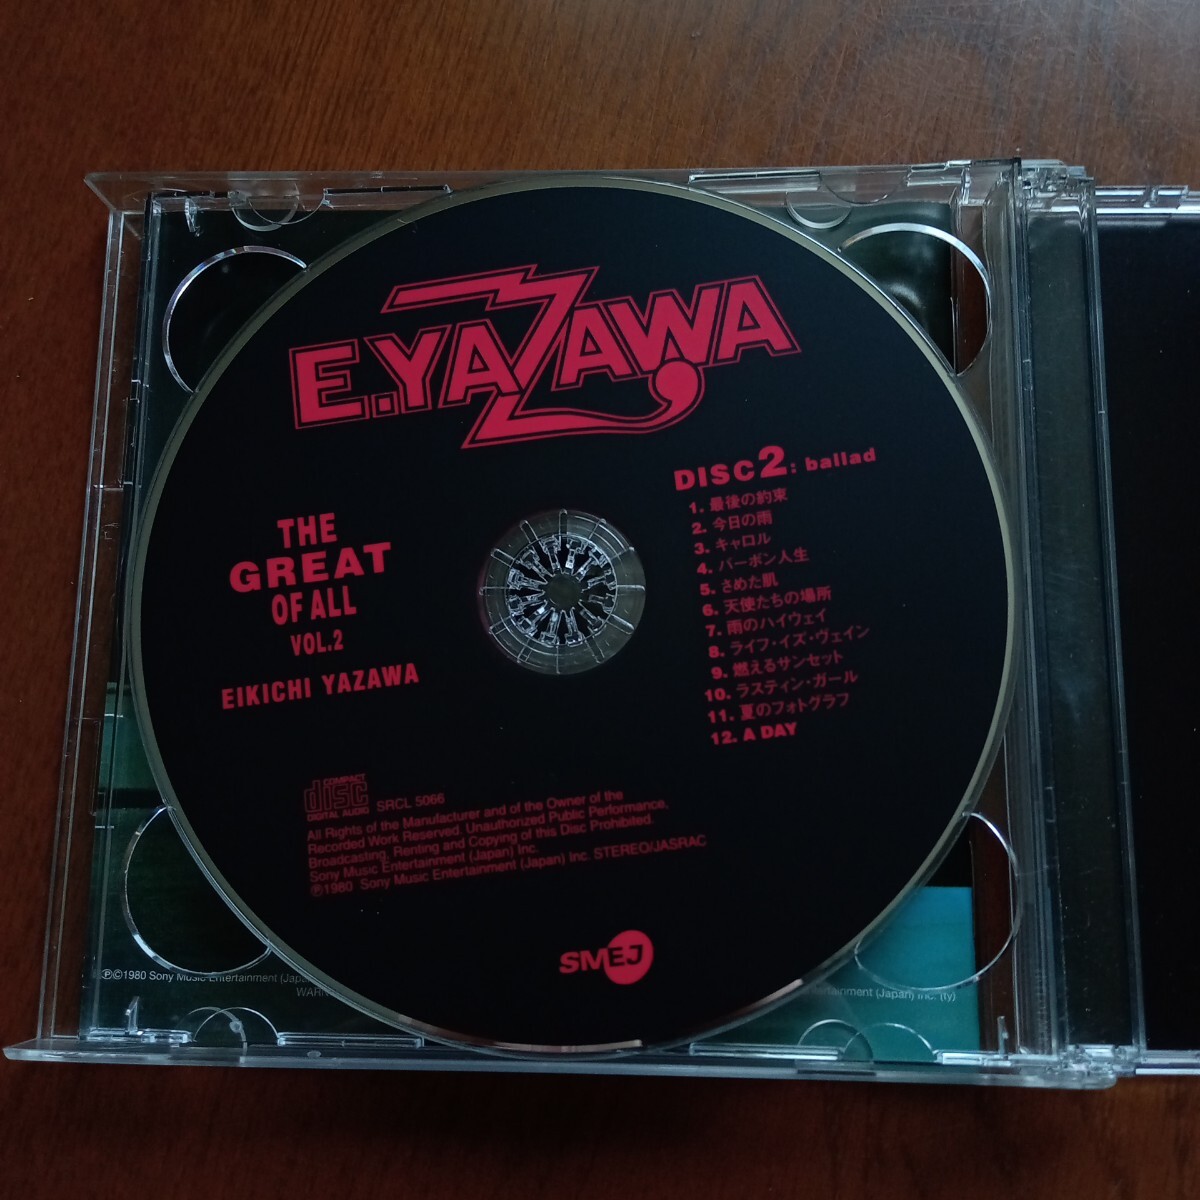 E.YAZAWA
THE
GREAT
OF ALL
VOL.2
EIKICHI YAZAWA
DISC2: ballad
1. 最後の約束
2. 今日の雨
3. キャロル
4. バーボン人生
5. さめた肌
6. 天使たちの場所
7. 雨のハイウェイ
8. ライフ・イズ・ヴェイン
9. 燃えるサンセット
10. ラスティン・ガール
11. 夏のフォトグラフ
12. A DAY
COMPACT
disc
DIGITAL AUDIO
SRCL 5066
All Rights of the Manufacturer and of the Owner of the
Recorded Work Reserved. Unauthorized Public Performance,
Broadcasting, Renting and Copying of this Disc Prohibited.
Sony Music Entertainment (Japan) Inc.
℗1980 Sony Music Entertainment (Japan) Inc. STEREO/JASRAC
SMEJ
℗©1980 Sony Music Entertainment
(Japan) Inc. (ty)